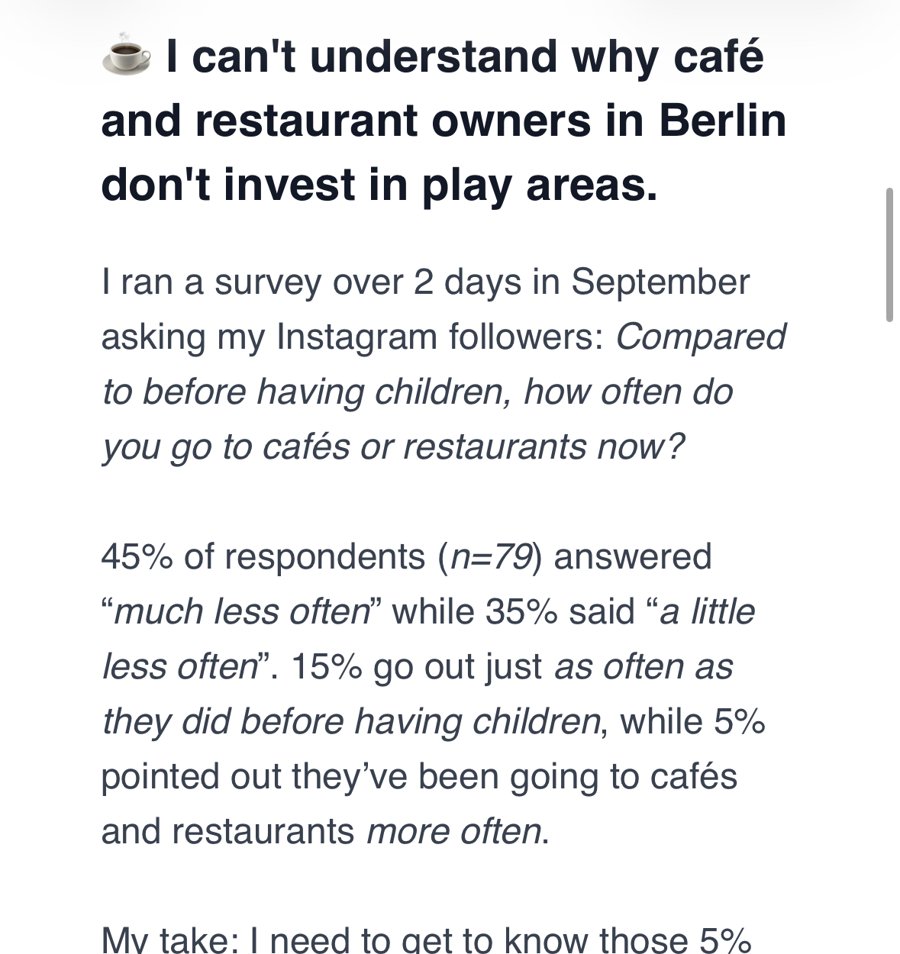 ☕ I can't understand why café
and restaurant owners in Berlin
don't invest in play areas.
I ran a survey over 2 days in September
asking my Instagram followers: Compared
to before having children, how often do
you go to cafés or restaurants now?
45% of respondents (n=79) answered
“much less often” while 35% said “a little
less often”. 15% go out just as often as
they did before having children, while 5%
pointed out they’ve been going to cafés
and restaurants more often.
My take: I need to get to know those 5%